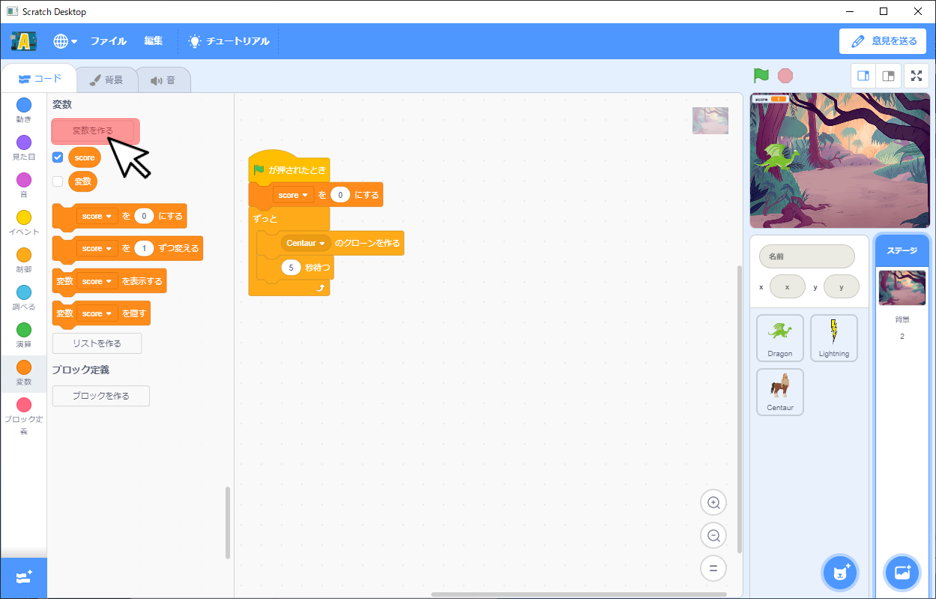 Scratch Desktop
ファイル 編集 チュートリアル 意見を送る
コード 背景 音
動き
見た目
音
イベント
制御
調べる
演算
変数
ブロック定義
変数
変数を作る
score
変数
score を 0 にする
score を 1 ずつ変える
変数 score を表示する
変数 score を隠す
リストを作る
ブロック定義
ブロックを作る
が押されたとき
score を 0 にする
ずっと
Centaur のクローンを作る
5 秒待つ
score
名前
x x y y
Dragon
Lightning
Centaur
ステージ
背景
2